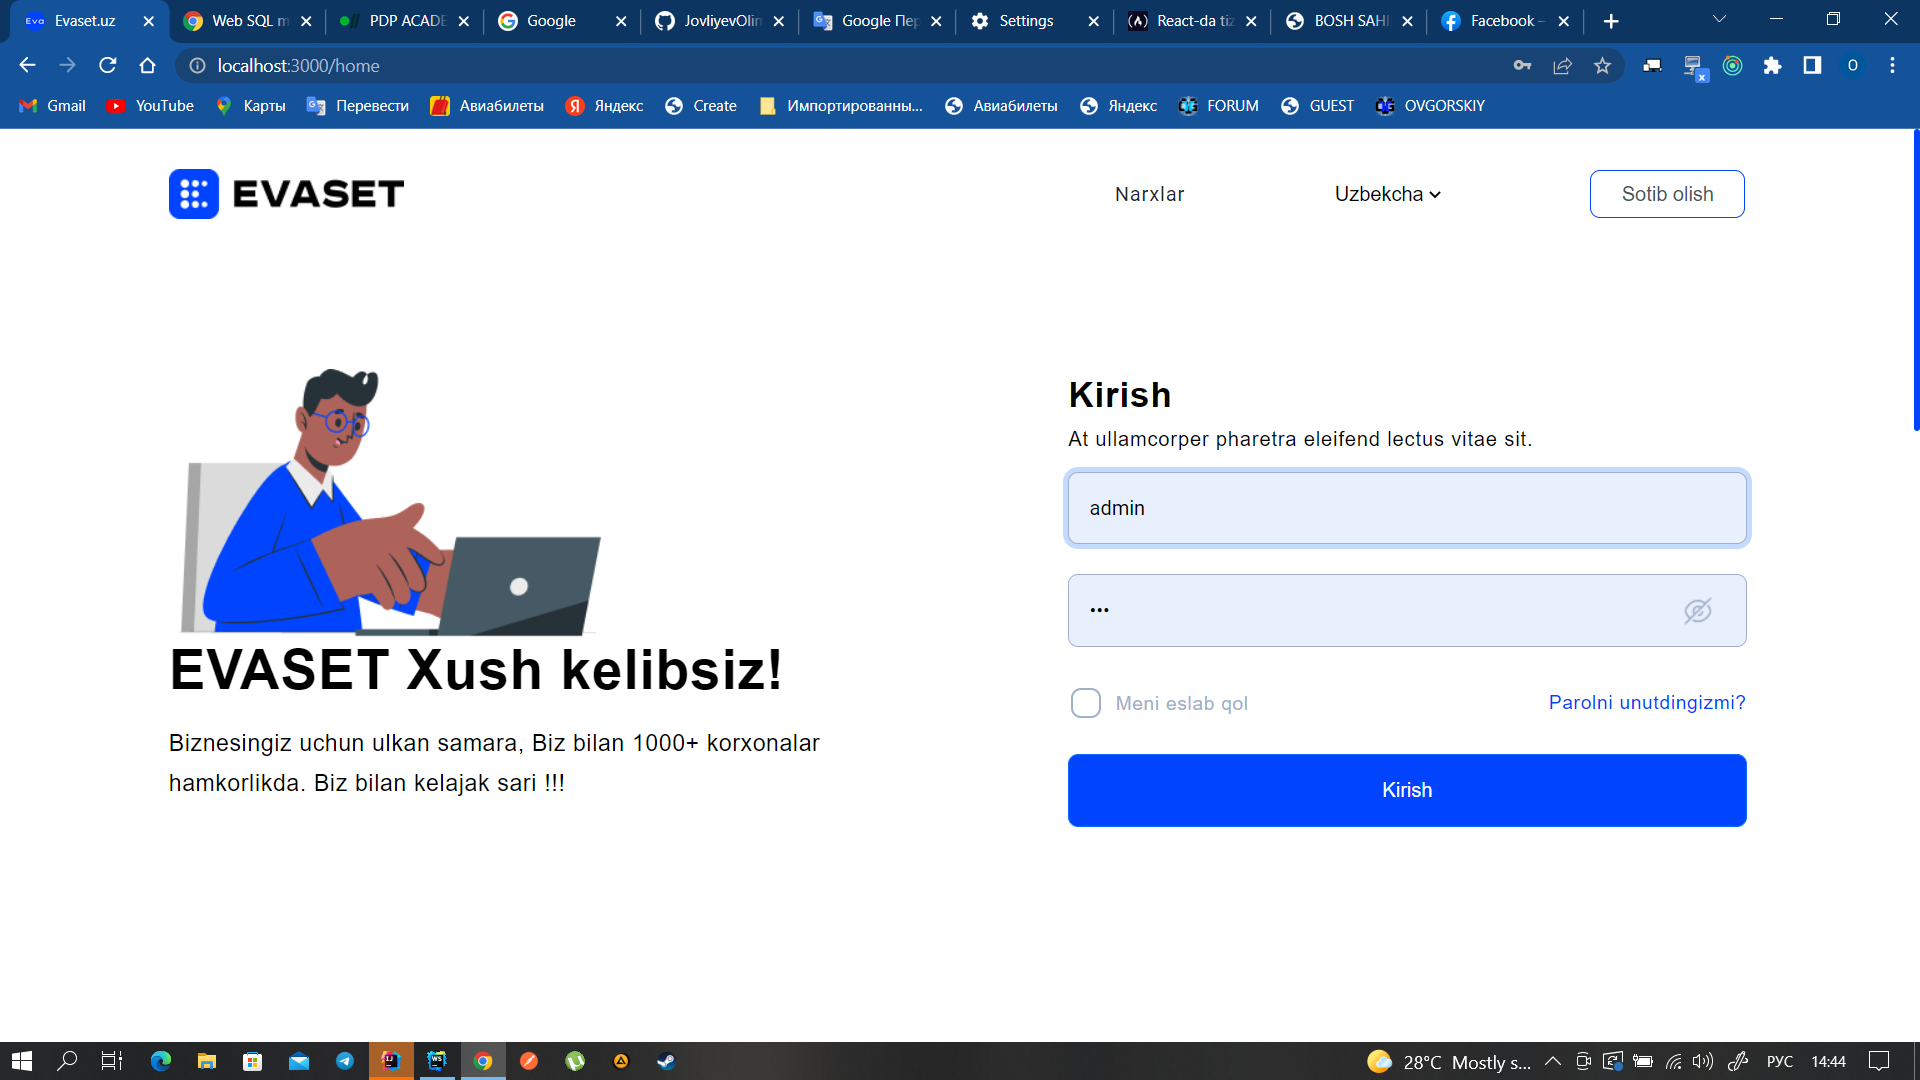 Evaset.uz
Web SQL m
PDP ACADE
Google
JovliyevOlim
Google Пер
Settings
React-da tiz
BOSH SAHI
Facebook –
localhost:3000/home
Gmail
YouTube
Карты
Перевести
Авиабилеты
Яндекс
Create
Импортированны...
Авиабилеты
Яндекс
FORUM
GUEST
OVGORSKIY
EVASET
Narxlar
Uzbekcha
Sotib olish
EVASET Xush kelibsiz!
Biznesingiz uchun ulkan samara, Biz bilan 1000+ korxonalar
hamkorlikda. Biz bilan kelajak sari !!!
Kirish
At ullamcorper pharetra eleifend lectus vitae sit.
admin
•••
Meni eslab qol
Parolni unutdingizmi?
Kirish
28°C Mostly s...
РУС
14:44